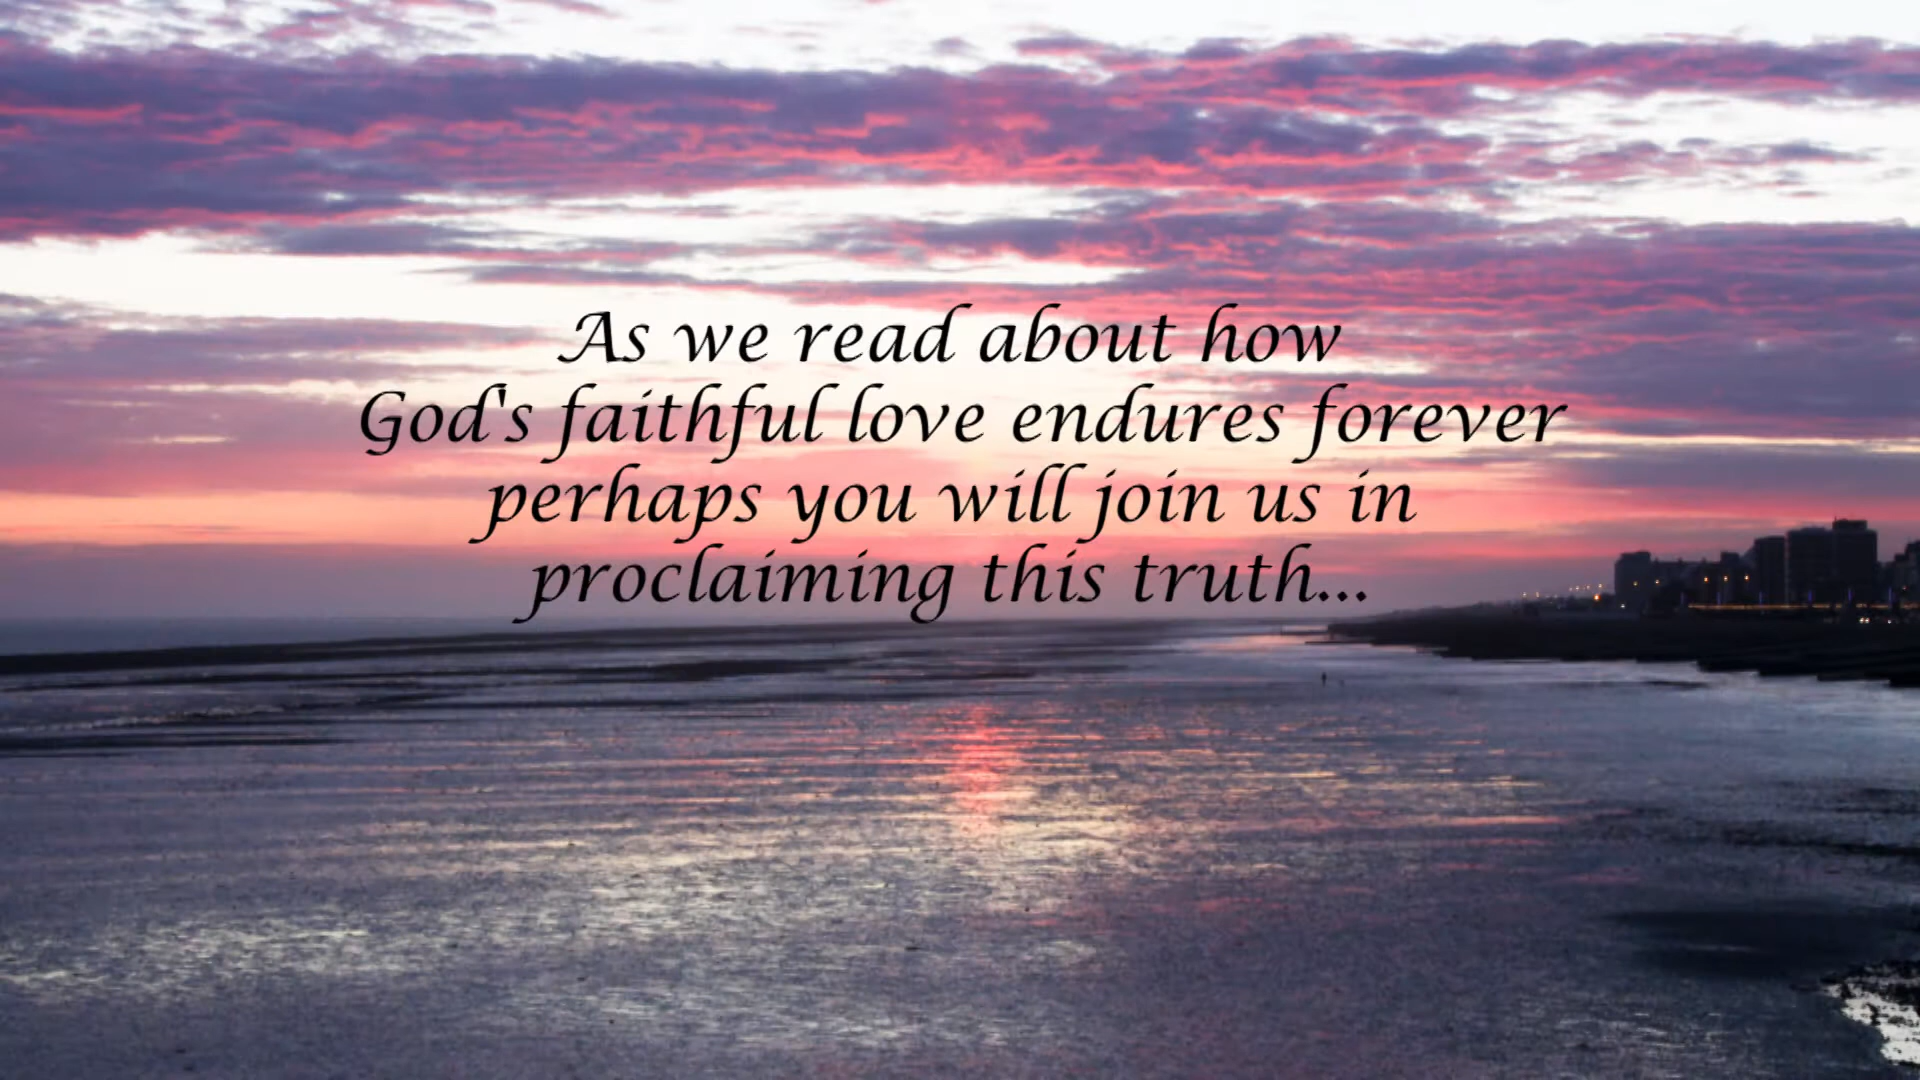 As we read about how
God's faithful love endures forever
perhaps you will join us in
proclaiming this truth...